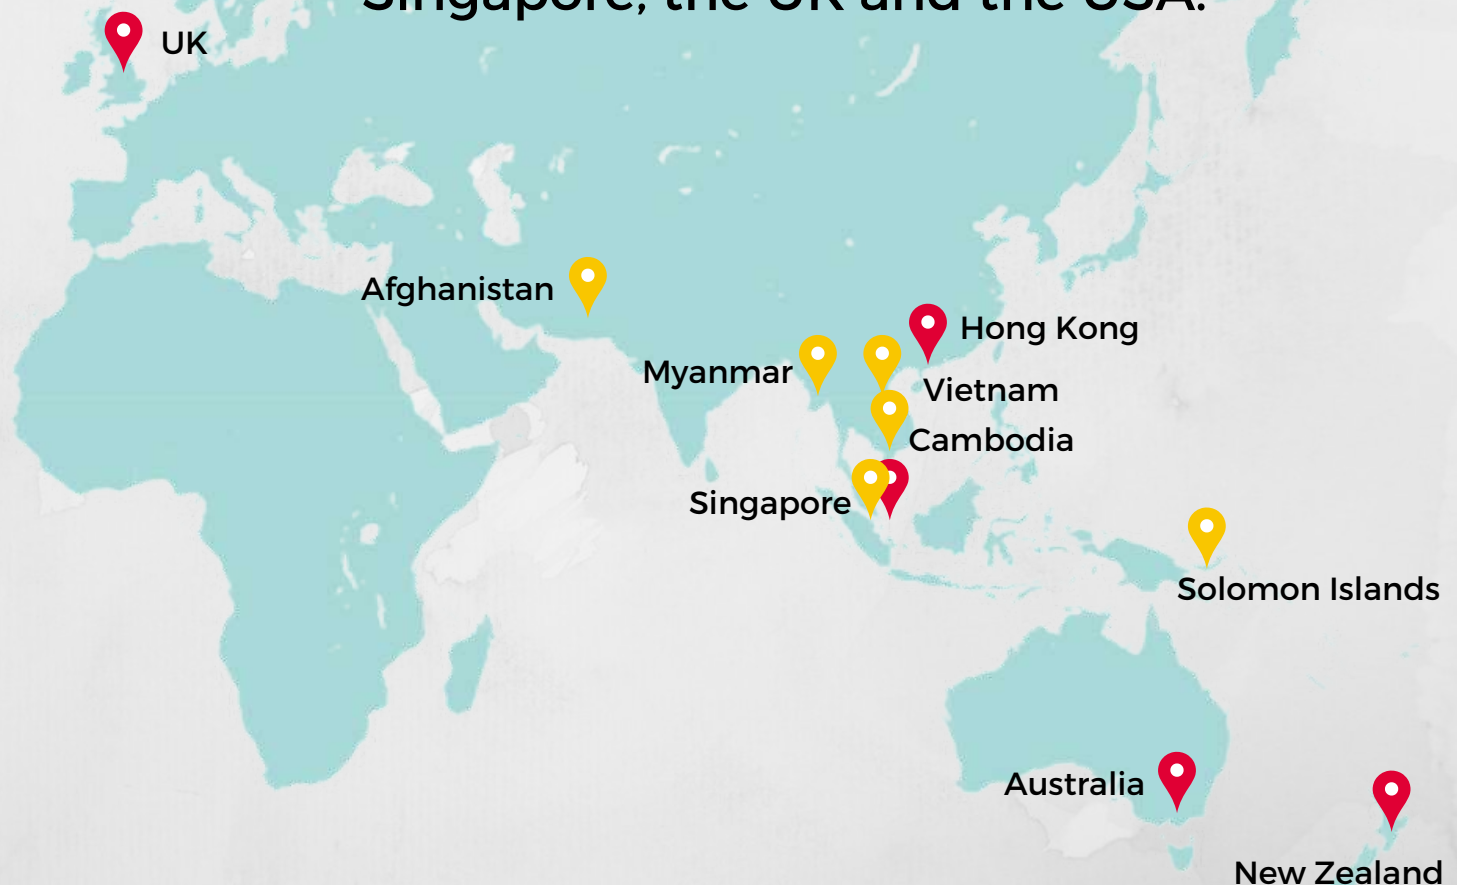 Singapore, the UK and the USA.
UK
Afghanistan
Hong Kong
Myanmar
Vietnam
Cambodia
Singapore
Solomon Islands
Australia
New Zealand